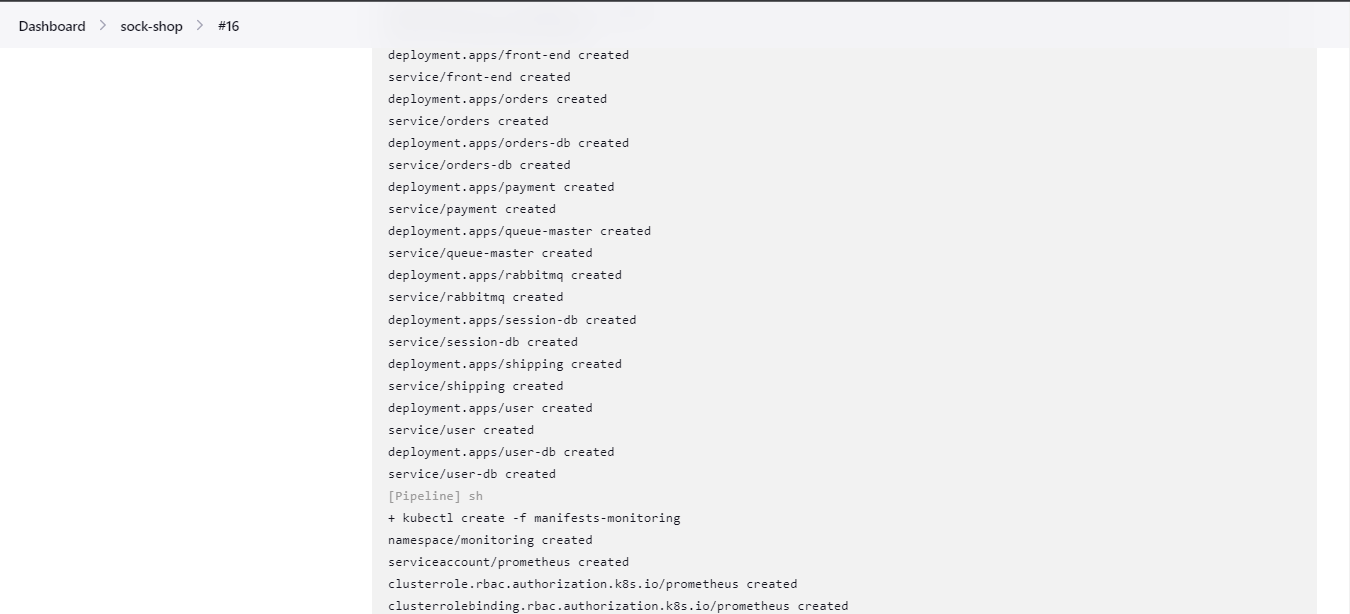 Dashboard > sock-shop > #16
deployment.apps/front-end created
service/front-end created
deployment.apps/orders created
service/orders created
deployment.apps/orders-db created
service/orders-db created
deployment.apps/payment created
service/payment created
deployment.apps/queue-master created
service/queue-master created
deployment.apps/rabbitmq created
service/rabbitmq created
deployment.apps/session-db created
service/session-db created
deployment.apps/shipping created
service/shipping created
deployment.apps/user created
service/user created
deployment.apps/user-db created
service/user-db created
[Pipeline] sh
+ kubectl create -f manifests-monitoring
namespace/monitoring created
serviceaccount/prometheus created
clusterrole.rbac.authorization.k8s.io/prometheus created
clusterrolebinding.rbac.authorization.k8s.io/prometheus created